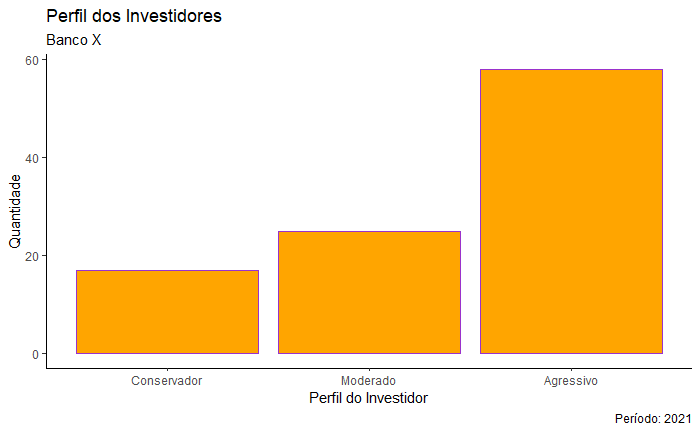 Perfil dos Investidores
Banco X
60
40
20
0
Quantidade
Conservador
Moderado
Agressivo
Perfil do Investidor
Período: 2021